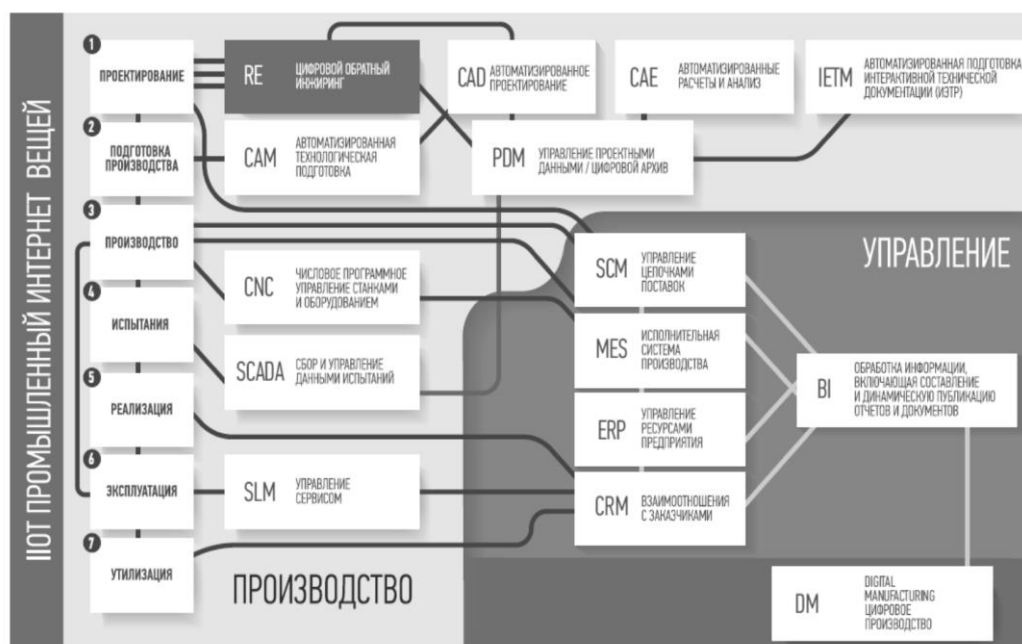 IIOT ПРОМЫШЛЕННЫЙ ИНТЕРНЕТ ВЕЩЕЙ
1
ПРОЕКТИРОВАНИЕ
2
ПОДГОТОВКА
ПРОИЗВОДСТВА
3
ПРОИЗВОДСТВО
4
ИСПЫТАНИЯ
5
РЕАЛИЗАЦИЯ
6
ЭКСПЛУАТАЦИЯ
7
УТИЛИЗАЦИЯ
RE
ЦИФРОВОЙ ОБРАТНЫЙ
ИНЖИРИНГ
CAD
АВТОМАТИЗИРОВАННОЕ
ПРОЕКТИРОВАНИЕ
CAE
АВТОМАТИЗИРОВАННЫЕ
РАСЧЕТЫ И АНАЛИЗ
IETM
АВТОМАТИЗИРОВАННАЯ ПОДГОТОВКА
ИНТЕРАКТИВНОЙ ТЕХНИЧЕСКОЙ
ДОКУМЕНТАЦИИ (ИЭТР)
CAM
АВТОМАТИЗИРОВАННАЯ
ТЕХНОЛОГИЧЕСКАЯ
ПОДГОТОВКА
PDM
УПРАВЛЕНИЕ ПРОЕКТНЫМИ
ДАННЫМИ / ЦИФРОВОЙ АРХИВ
CNC
ЧИСЛОВОЕ ПРОГРАММНОЕ
УПРАВЛЕНИЕ СТАНКАМИ
И ОБОРУДОВАНИЕМ
SCADA
СБОР И УПРАВЛЕНИЕ
ДАННЫМИ ИСПЫТАНИЙ
SLM
УПРАВЛЕНИЕ
СЕРВИСОМ
ПРОИЗВОДСТВО
УПРАВЛЕНИЕ
SCM
УПРАВЛЕНИЕ
ЦЕПОЧКАМИ
ПОСТАВОК
MES
ИСПОЛНИТЕЛЬНАЯ
СИСТЕМА
ПРОИЗВОДСТВА
ERP
УПРАВЛЕНИЕ
РЕСУРСАМИ
ПРЕДПРИЯТИЯ
CRM
ВЗАИМООТНОШЕНИЯ
С ЗАКАЗЧИКАМИ
BI
ОБРАБОТКА ИНФОРМАЦИИ,
ВКЛЮЧАЮЩАЯ СОСТАВЛЕНИЕ
И ДИНАМИЧЕСКУЮ ПУБЛИКАЦИЮ
ОТЧЕТОВ И ДОКУМЕНТОВ
DM
DIGITAL
MANUFACTURING
ЦИФРОВОЕ
ПРОИЗВОДСТВО